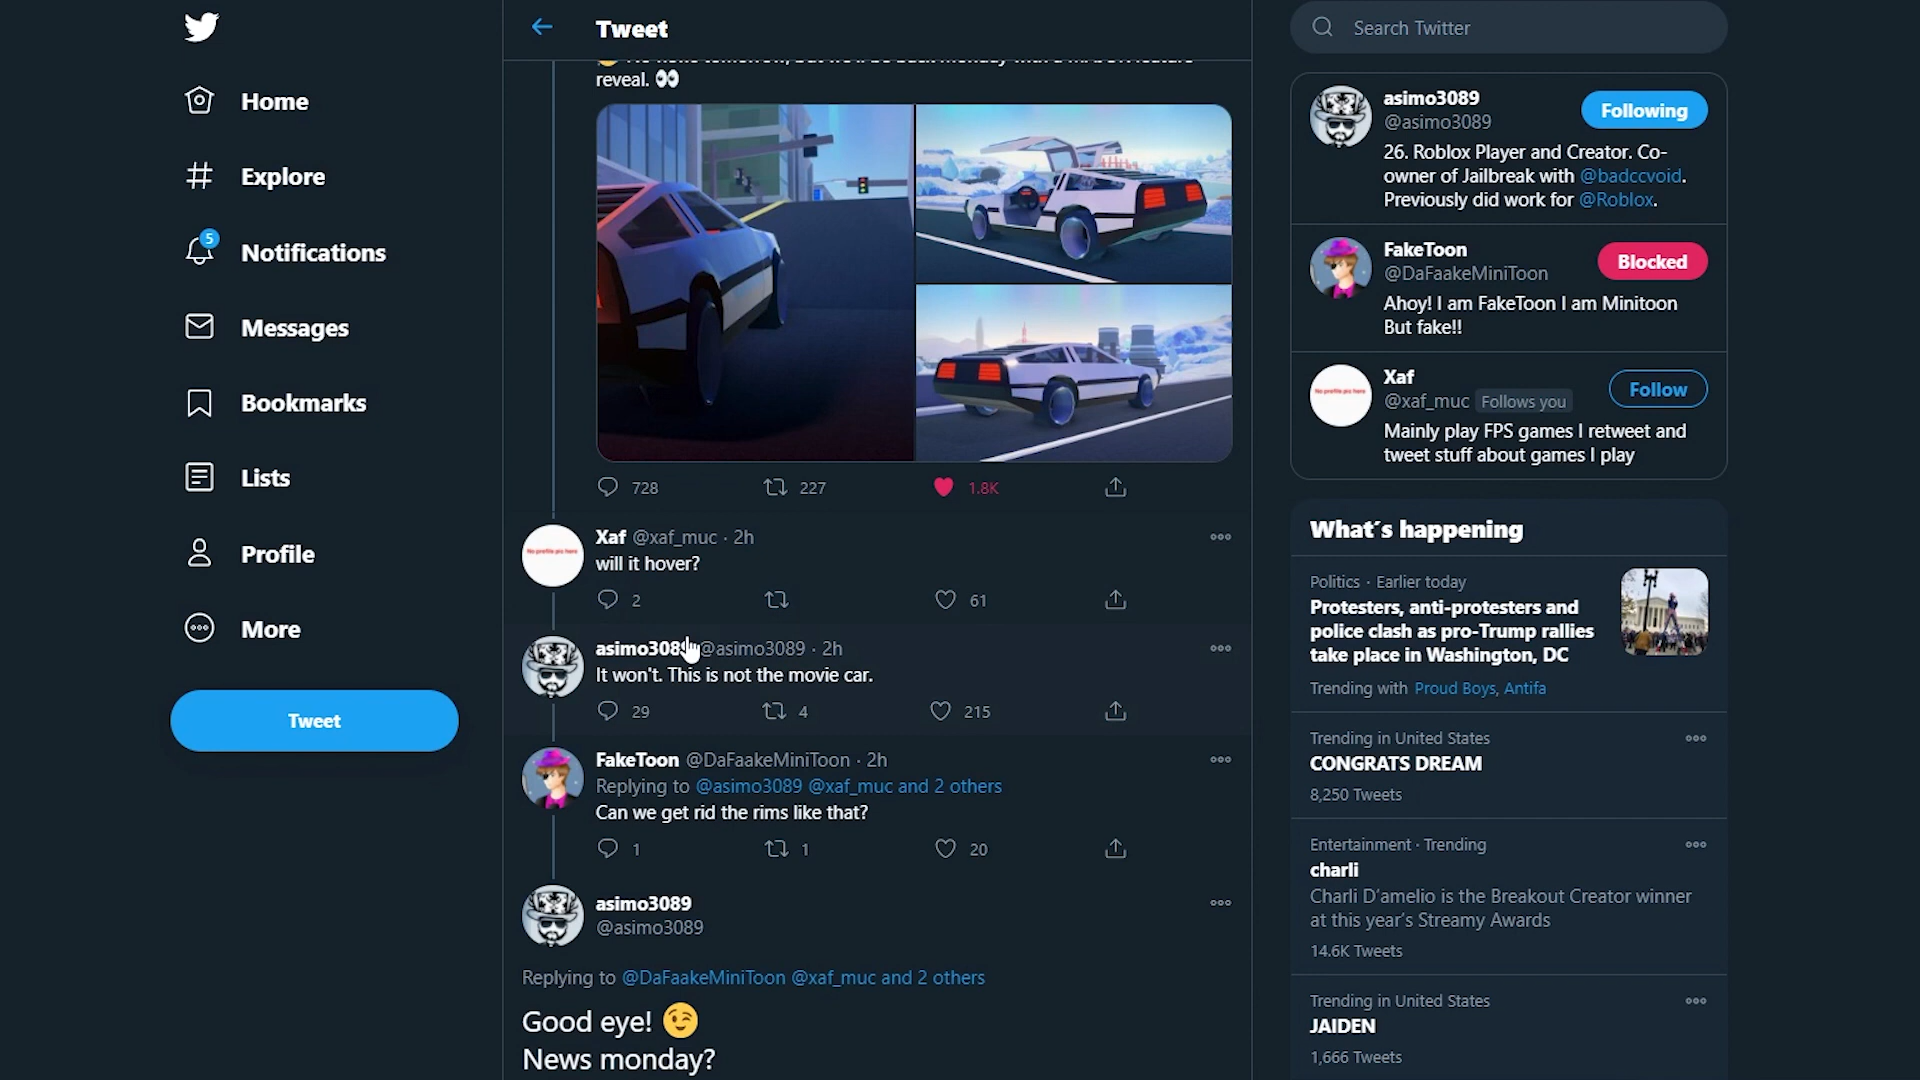 Home
Explore
5
Notifications
Messages
Bookmarks
Lists
Profile
More
Tweet
Tweet
reveal. 👀
728
227
1.8K
No profile pic here
Xaf @xaf_muc · 2h
will it hover?
2
61
asimo3089 @asimo3089 · 2h
It won't. This is not the movie car.
29
4
215
FakeToon @DaFaakeMiniToon · 2h
Replying to @asimo3089 @xaf_muc and 2 others
Can we get rid the rims like that?
1
1
20
asimo3089
@asimo3089
Replying to @DaFaakeMiniToon @xaf_muc and 2 others
Good eye! 😉
News monday?
Search Twitter
asimo3089
@asimo3089
Following
26. Roblox Player and Creator. Co-
owner of Jailbreak with @badccvoid.
Previously did work for @Roblox.
FakeToon
@DaFaakeMiniToon
Blocked
Ahoy! I am FakeToon I am Minitoon
But fake!!
No profile pic here
Xaf
@xaf_muc Follows you
Follow
Mainly play FPS games I retweet and
tweet stuff about games I play
What's happening
Politics · Earlier today
Protesters, anti-protesters and
police clash as pro-Trump rallies
take place in Washington, DC
Trending with Proud Boys, Antifa
Trending in United States
CONGRATS DREAM
8,250 Tweets
Entertainment · Trending
charli
Charli D'amelio is the Breakout Creator winner
at this year's Streamy Awards
14.6K Tweets
Trending in United States
JAIDEN
1,666 Tweets